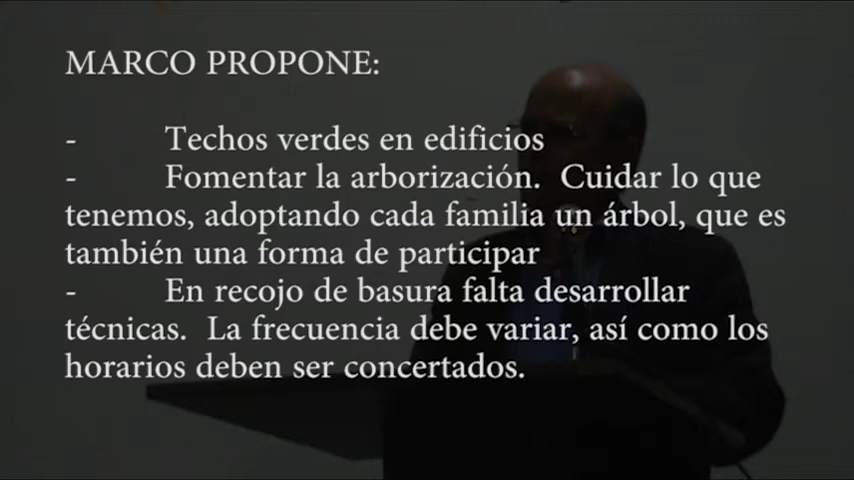 MARCO PROPONE:
- Techos verdes en edificios
- Fomentar la arborización. Cuidar lo que
tenemos, adoptando cada familia un árbol, que es
también una forma de participar
- En recojo de basura falta desarrollar
técnicas. La frecuencia debe variar, así como los
horarios deben ser concertados.